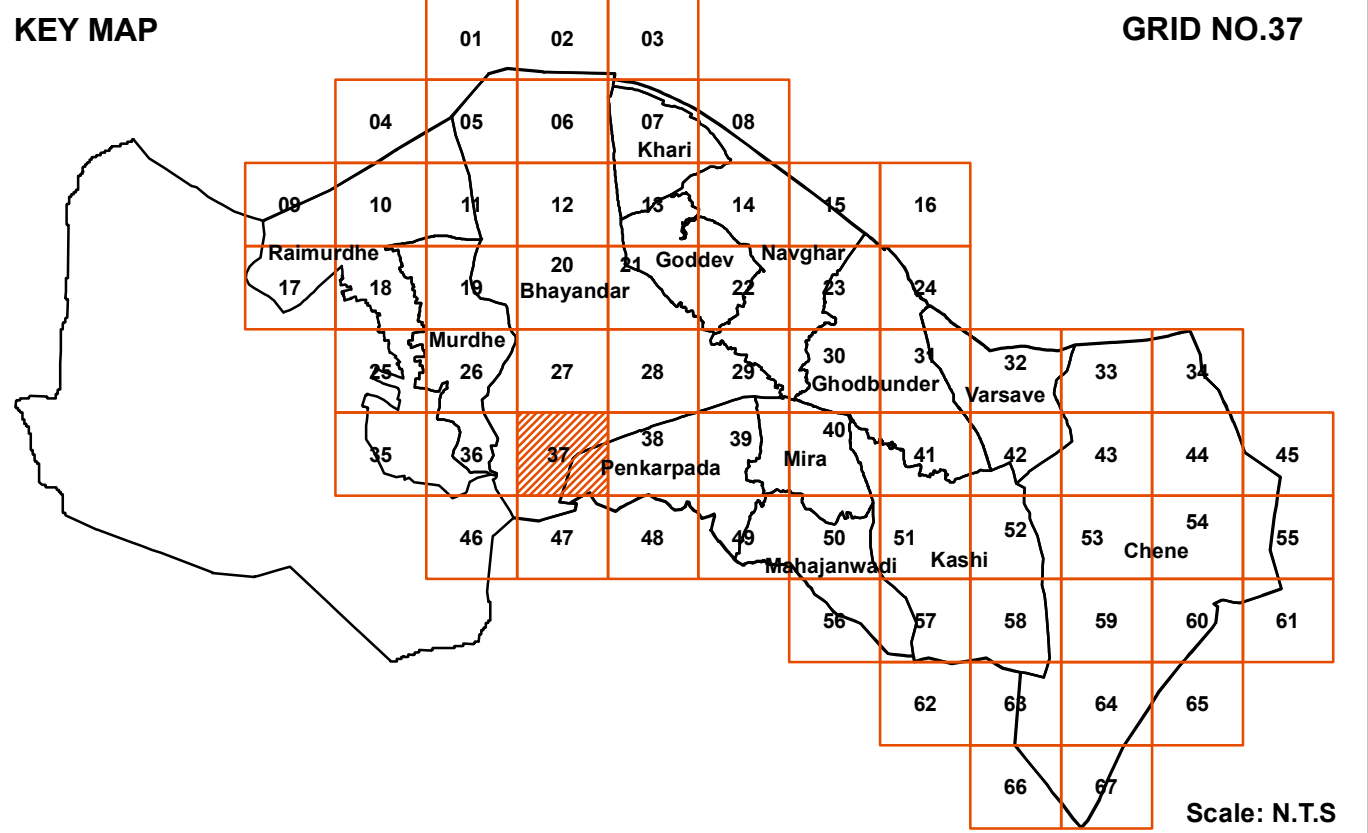 KEY MAP
GRID NO.37
01 02 03
04 05 06 07 08
Khari
09 10 11 12 13 14 15 16
Raimurdhe Goddev Navghar
17 18 19 20 21 22 23 24
Bhayandar
Murdhe
25 26 27 28 29 30 31 32 33 34
Ghodbunder Varsave
35 36 37 38 39 40 41 42 43 44 45
Penkarpada Mira
46 47 48 49 50 51 52 53 54 55
Mahajanwadi Kashi Chene
56 57 58 59 60 61
62 63 64 65
66 67
Scale: N.T.S